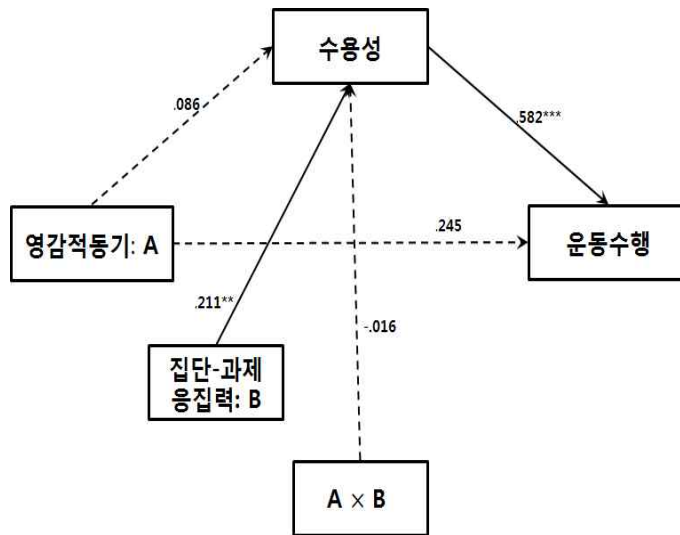 수용성
.086
.582***
영감적동기: A
.245
운동수행
.211**
-.016
집단-과제
응집력: B
A × B